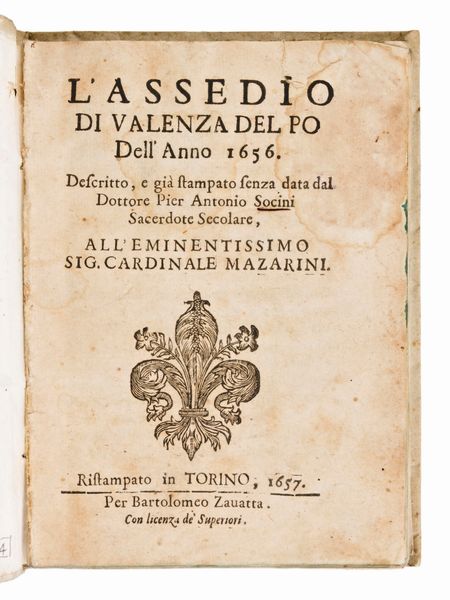 L'ASSEDIO
DI VALENZA DEL PO
Dell'Anno 1656.
Deſcritto, e già ſtampato ſenza data dal
Dottore Pier Antonio Socini
Sacerdote Secolare,
ALL'EMINENTISSIMO
SIG. CARDINALE MAZARINI.
Riſtampato in TORINO, 1657.
Per Bartolomeo Zauatta.
Con licenza de' Superiori.
4